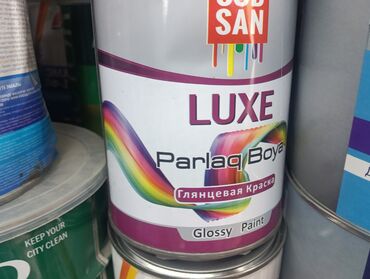 SAN
LUXE
Parlaq Boya
Глянцевая Краска
Glossy Paint
KEEP YOUR
CITY CLEAN